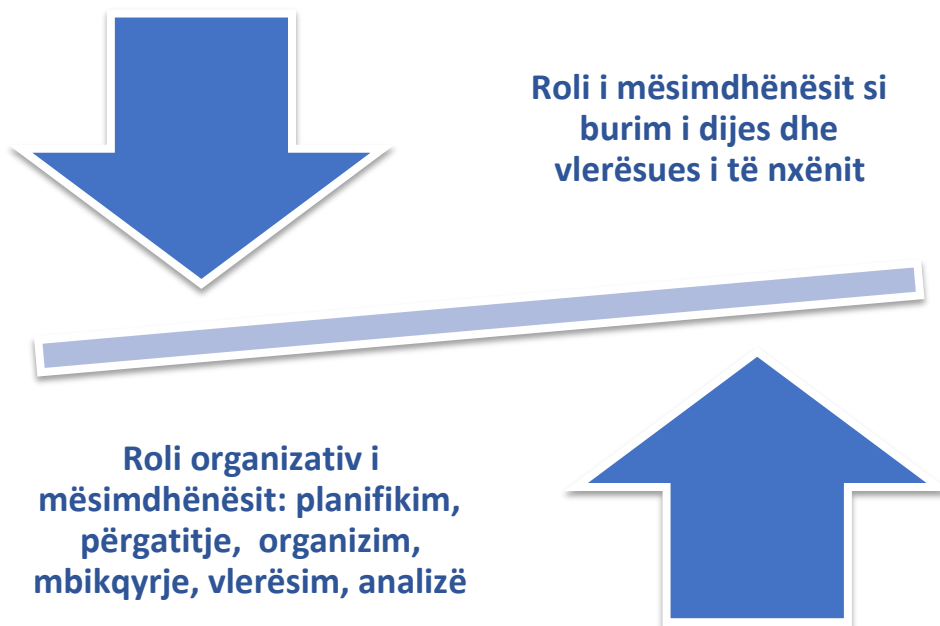 Roli i mësimdhënësit si
burim i dijes dhe
vlerësues i të nxënit
Roli organizativ i
mësimdhënësit: planifikim,
përgatitje, organizim,
mbikqyrje, vlerësim, analizë